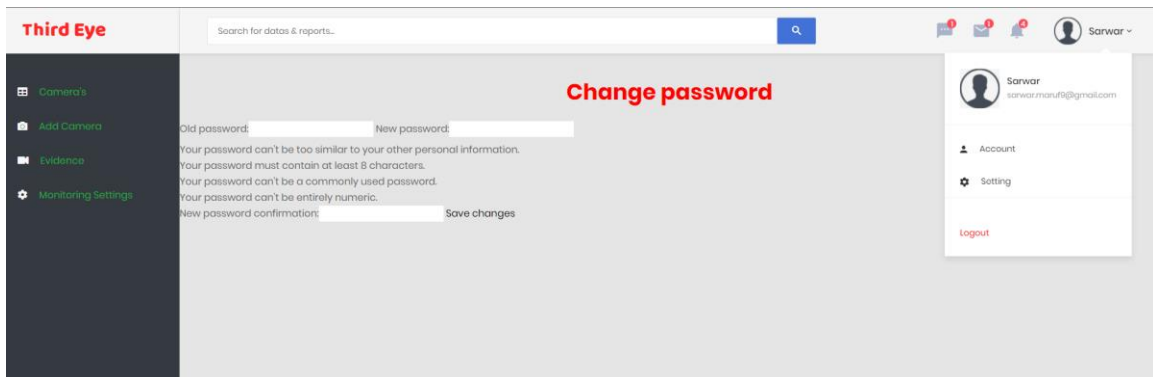 Third Eye
Search for datas & reports...
1
1
4
Sarwar
Sarwar
sarwar.maruf9@gmail.com
Account
Setting
Logout
Camera's
Add Camera
Evidence
Monitoring Settings
Change password
Old password: New password:
Your password can't be too similar to your other personal information.
Your password must contain at least 8 characters.
Your password can't be a commonly used password.
Your password can't be entirely numeric.
New password confirmation: Save changes